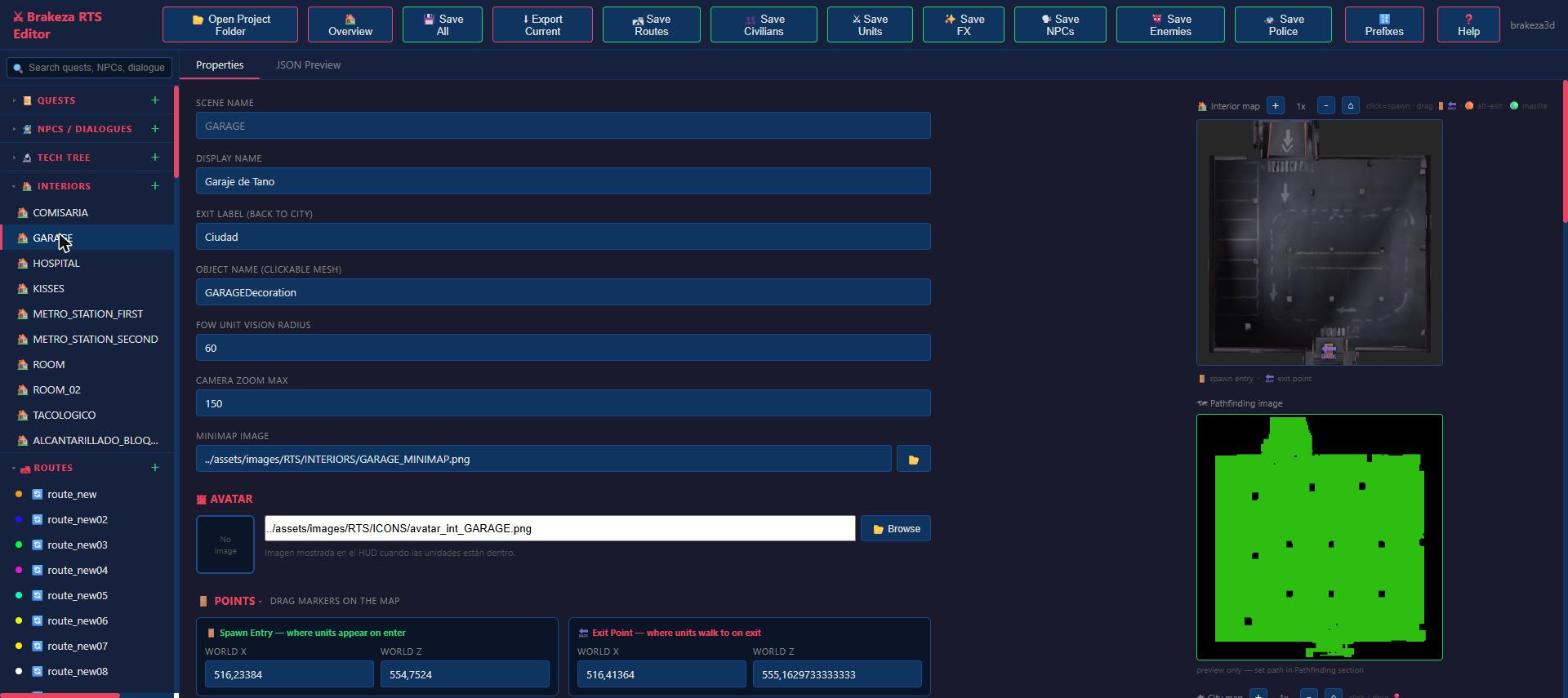 Brakeza RTS Editor
Open Project Folder
Overview
Save All
Export Current
Save Routes
Save Civilians
Save Units
Save FX
Save NPCs
Save Enemies
Save Police
Prefixes
Help
brakeza3d
Search quests, NPCs, dialogue
Properties
JSON Preview
QUESTS +
NPCS / DIALOGUES +
TECH TREE +
INTERIORS +
COMISARIA
GARAGE
HOSPITAL
KISSES
METRO_STATION_FIRST
METRO_STATION_SECOND
ROOM
ROOM_02
TACOLOGICO
ALCANTARILLADO_BLOQ...
ROUTES +
route_new
route_new02
route_new03
route_new04
route_new05
route_new06
route_new07
route_new08
SCENE NAME
GARAGE
DISPLAY NAME
Garaje de Tano
EXIT LABEL (BACK TO CITY)
Ciudad
OBJECT NAME (CLICKABLE MESH)
GARAGEDecoration
FOW UNIT VISION RADIUS
60
CAMERA ZOOM MAX
150
MINIMAP IMAGE
../assets/images/RTS/INTERIORS/GARAGE_MINIMAP.png
AVATAR
No image
../assets/images/RTS/ICONS/avatar_int_GARAGE.png
Browse
Imagen mostrada en el HUD cuando las unidades están dentro.
POINTS - DRAG MARKERS ON THE MAP
Spawn Entry — where units appear on enter
WORLD X WORLD Z
516,23384 554,7524
Exit Point — where units walk to on exit
WORLD X WORLD Z
516,41364 555,1629733333333
Interior map + 1x - click=spawn · drag · alt-exit ·
spawn entry · exit point
Pathfinding image
preview only — set path in Pathfinding section
City map + 1x -